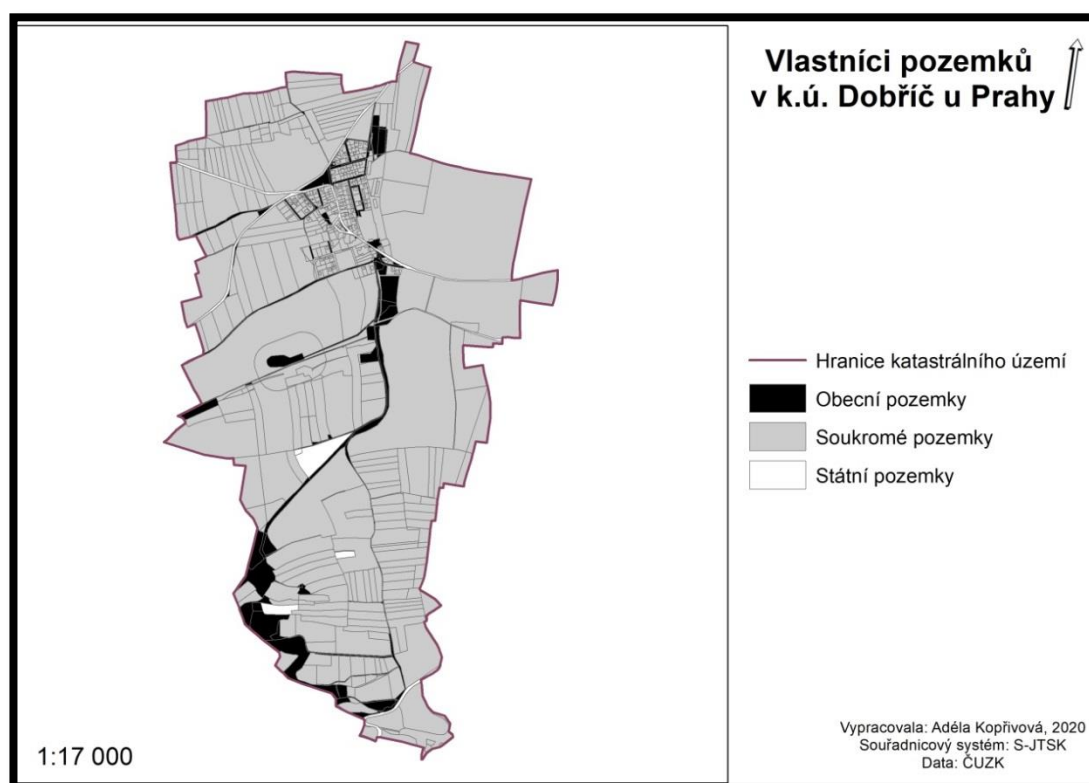 Vlastníci pozemků
v k.ú. Dobříč u Prahy
Hranice katastrálního území
Obecní pozemky
Soukromé pozemky
Státní pozemky
1:17 000
Vypracovala: Adéla Kopřivová, 2020
Souřadnicový systém: S-JTSK
Data: ČUZK